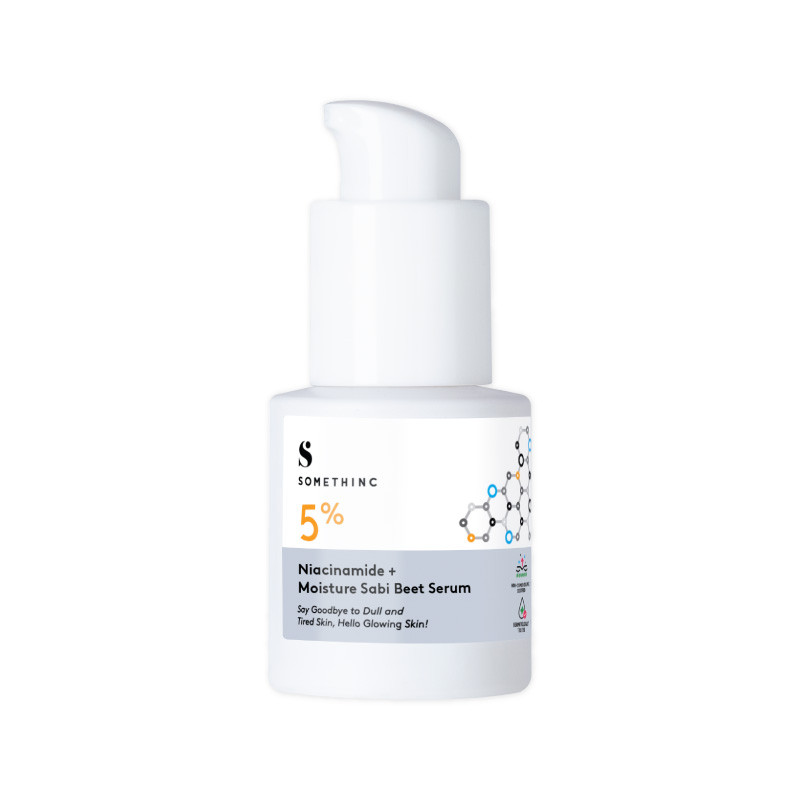 S
SOMETHINC
5%
Niacinamide +
Moisture Sabi Beet Serum
Say Goodbye to Dull and
Tired Skin, Hello Glowing Skin!